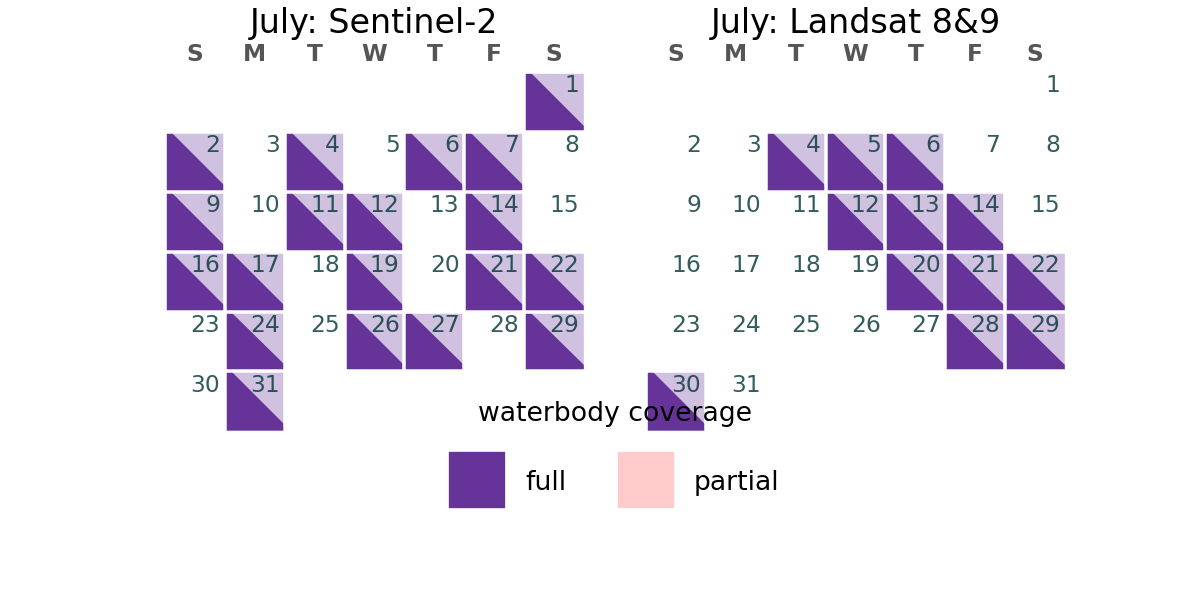 July: Sentinel-2
S M T W T F S
1
2 3 4 5 6 7 8
9 10 11 12 13 14 15
16 17 18 19 20 21 22
23 24 25 26 27 28 29
30 31
July: Landsat 8&9
S M T W T F S
1
2 3 4 5 6 7 8
9 10 11 12 13 14 15
16 17 18 19 20 21 22
23 24 25 26 27 28 29
30 31
waterbody coverage
full partial